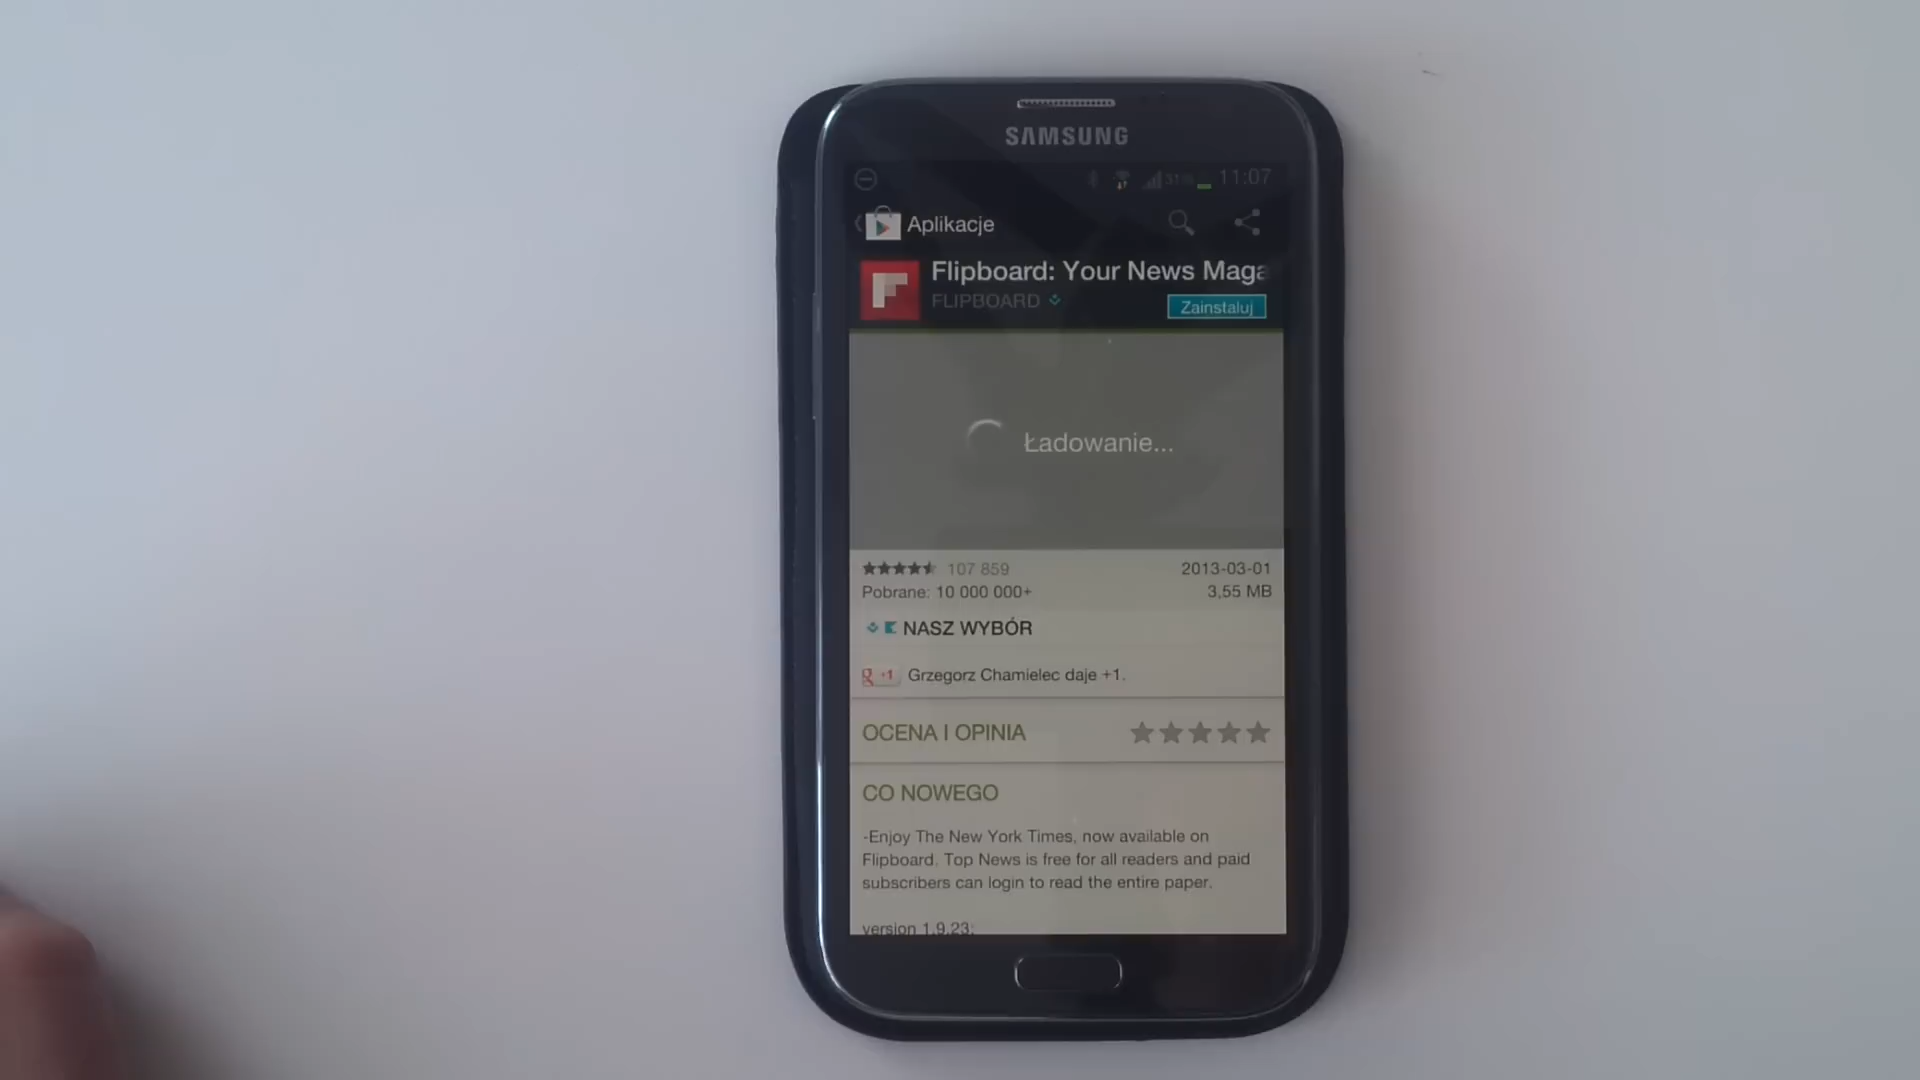 SAMSUNG
31% 11:07
Aplikacje
Flipboard: Your News Maga
FLIPBOARD
Zainstaluj
Ładowanie...
107 859 2013-03-01
Pobrane: 10 000 000+ 3,55 MB
NASZ WYBÓR
g +1 Grzegorz Chamielec daje +1.
OCENA I OPINIA
CO NOWEGO
-Enjoy The New York Times, now available on
Flipboard. Top News is free for all readers and paid
subscribers can login to read the entire paper.
version 1.9.23: